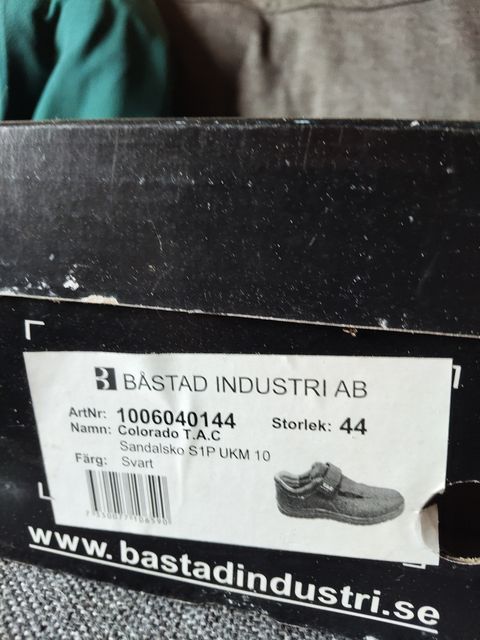 BÅSTAD INDUSTRI AB
ArtNr: 1006040144 Storlek: 44
Namn: Colorado T.A.C
Sandalsko S1P UKM 10
Färg: Svart
www.bastadindustri.se